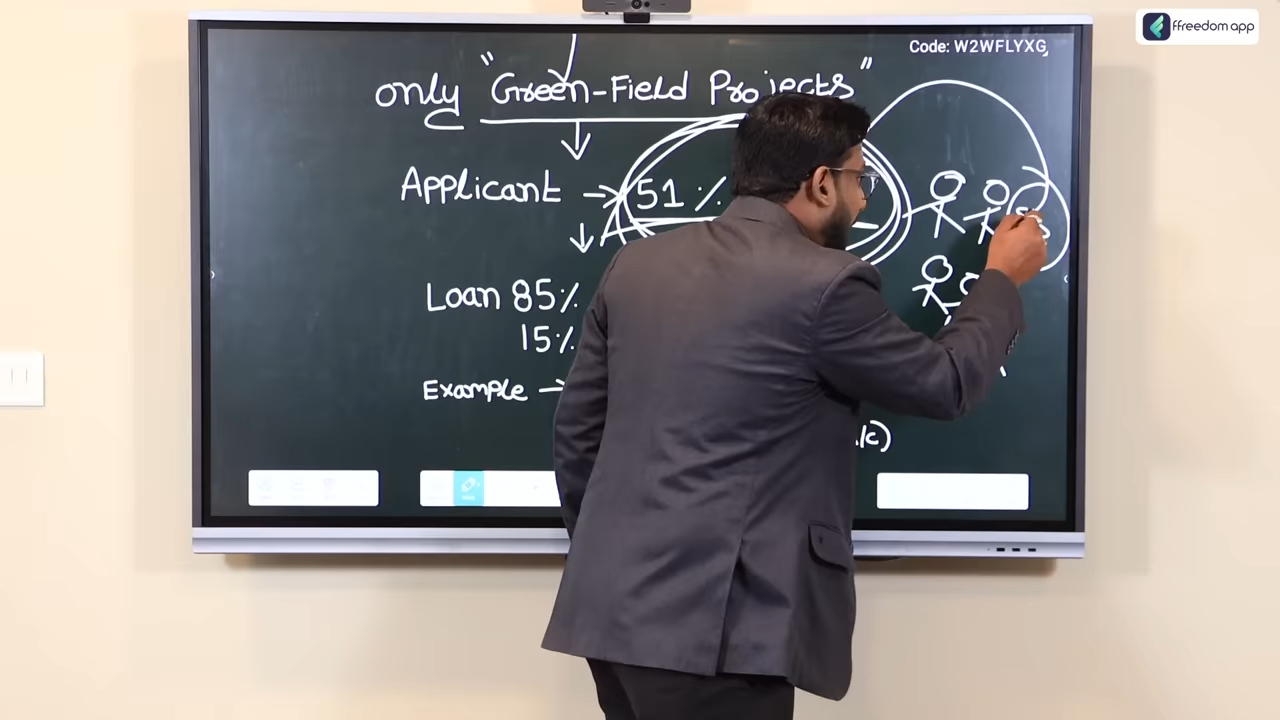 ffreedom app
Code: W2WFLYXG
only "Green-Field Projects"
Applicant → 51 %
Loan 85%
15%
Example →